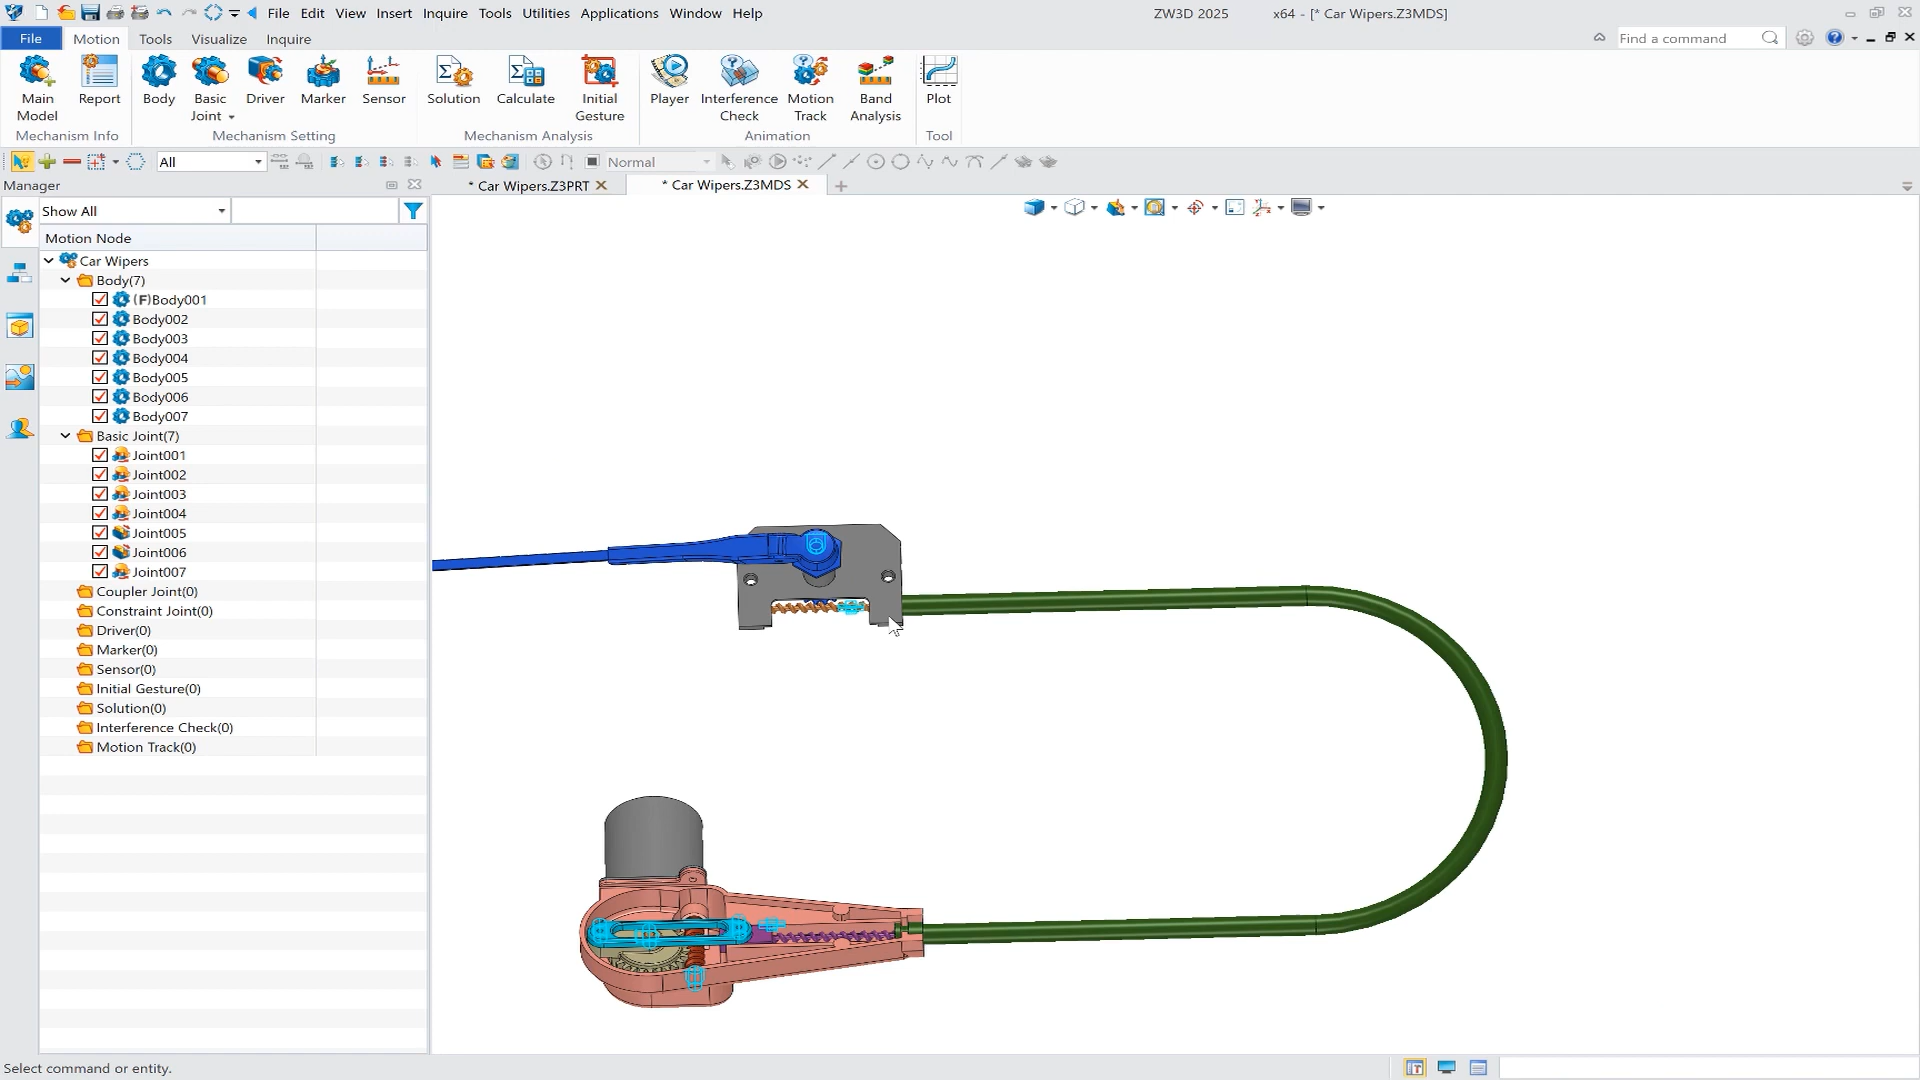 File Edit View Insert Inquire Tools Utilities Applications Window Help
ZW3D 2025 x64 - [* Car Wipers.Z3MDS]
File Motion Tools Visualize Inquire
Find a command
Main Model
Report
Body
Basic Joint
Driver
Marker
Sensor
Solution
Calculate
Initial Gesture
Player
Interference Check
Motion Track
Band Analysis
Plot
Mechanism Info
Mechanism Setting
Mechanism Analysis
Animation
Tool
All
Normal
Manager
* Car Wipers.Z3PRT
* Car Wipers.Z3MDS
Show All
Motion Node
Car Wipers
Body(7)
(F)Body001
Body002
Body003
Body004
Body005
Body006
Body007
Basic Joint(7)
Joint001
Joint002
Joint003
Joint004
Joint005
Joint006
Joint007
Coupler Joint(0)
Constraint Joint(0)
Driver(0)
Marker(0)
Sensor(0)
Initial Gesture(0)
Solution(0)
Interference Check(0)
Motion Track(0)
Select command or entity.